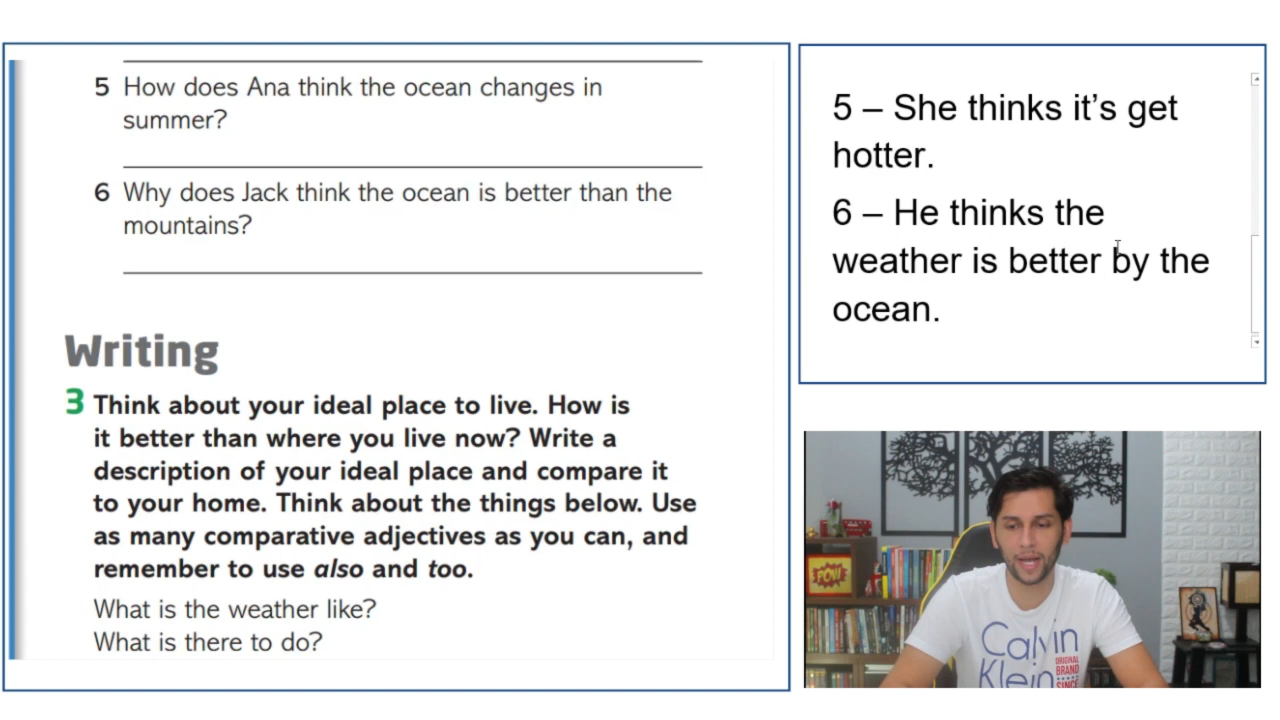 5 How does Ana think the ocean changes in
summer?
6 Why does Jack think the ocean is better than the
mountains?
Writing
3 Think about your ideal place to live. How is
it better than where you live now? Write a
description of your ideal place and compare it
to your home. Think about the things below. Use
as many comparative adjectives as you can, and
remember to use also and too.
What is the weather like?
What is there to do?
5 – She thinks it’s get
hotter.
6 – He thinks the
weather is better by the
ocean.
POW
Calvin
Klein
ORIGINAL
BRAND
SINCE